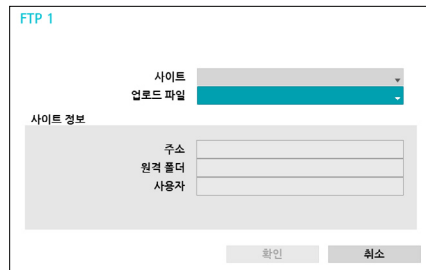 FTP 1
사이트
업로드 파일
사이트 정보
주소
원격 폴더
사용자
확인 취소